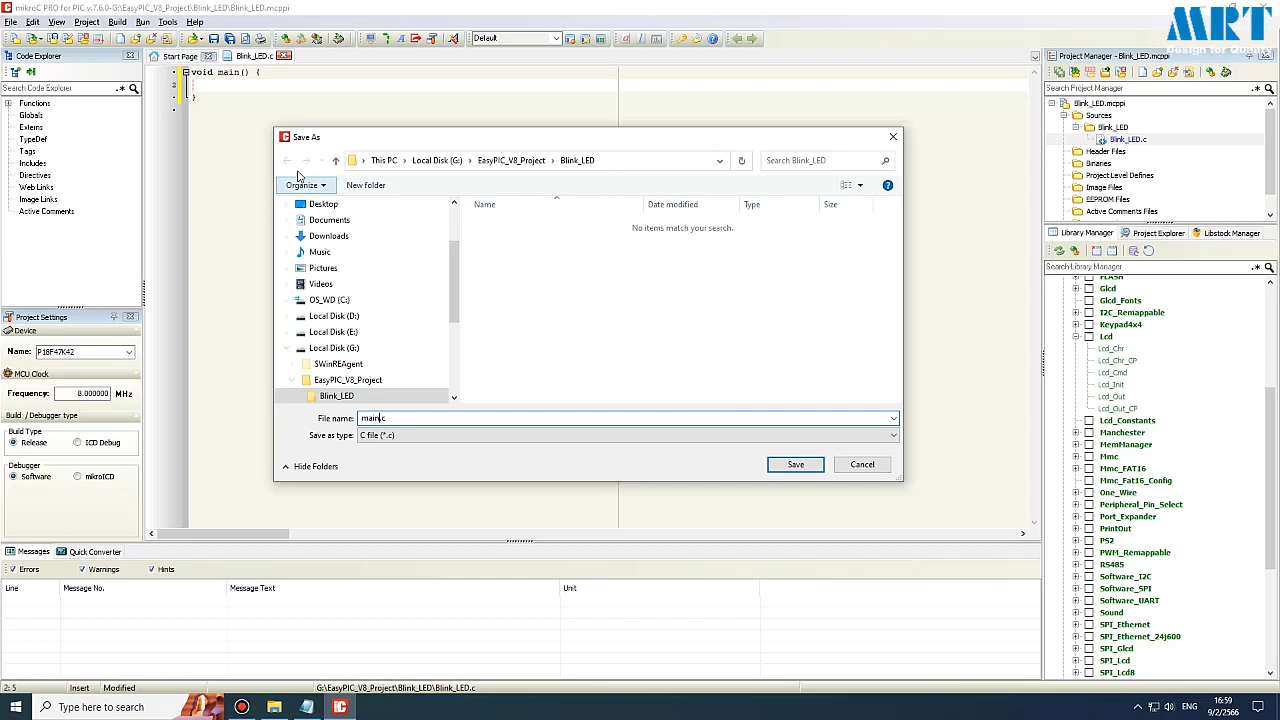 mikroC PRO for PIC v.7.6.0-G:\EasyPIC_V8_Project\Blink_LED\Blink_LED.mcppi
File Edit View Project Build Run Tools Help
MRT
Design for Quality
Default
Code Explorer
Start Page
Blink_LED.c
Project Manager - Blink_LED.mcppi
Search Code Explorer
Functions
Globals
Externs
TypeDef
Tags
Includes
Directives
Web Links
Image Links
Active Comments
void main() {
2
}
Save As
This PC > Local Disk (G:) > EasyPIC_V8_Project > Blink_LED
Search Blink_LED
Organize
New folder
Desktop
Documents
Downloads
Music
Pictures
Videos
OS_WD (C:)
Local Disk (D:)
Local Disk (E:)
Local Disk (G:)
$WinREAgent
EasyPIC_V8_Project
Blink_LED
Name Date modified Type Size
No items match your search.
File name: main.c
Save as type: C file (*.c)
Hide Folders
Save
Cancel
Search Project Manager
Blink_LED.mcppi
Sources
Blink_LED
Blink_LED.c
Header Files
Binaries
Project Level Defines
Image Files
EEPROM Files
Active Comments Files
Library Manager
Project Explorer
Libstock Manager
Search Library Manager
FLASH
Glcd
Glcd_Fonts
I2C_Remappable
Keypad4x4
Lcd
Lcd_Chr
Lcd_Chr_CP
Lcd_Cmd
Lcd_Init
Lcd_Out
Lcd_Out_CP
Lcd_Constants
Manchester
MemManager
Mmc
Mmc_FAT16
Mmc_Fat16_Config
One_Wire
Peripheral_Pin_Select
Port_Expander
PrintOut
PS2
PWM_Remappable
RS485
Software_I2C
Software_SPI
Software_UART
Sound
SPI_Ethernet
SPI_Ethernet_24j600
SPI_Glcd
SPI_Lcd
SPI_Lcd8
Project Settings
Device
Name: P18F47K42
MCU Clock
Frequency: 8.000000 MHz
Build / Debugger type
Build Type
Release
ICD Debug
Debugger
Software
mikroICD
Messages
Quick Converter
Errors
Warnings
Hints
Line Message No. Message Text Unit
2: 5 Insert Modified G:\EasyPIC_V8_Project\Blink_LED\Blink_LED.c
Type here to search
ENG
16:59
9/2/2566